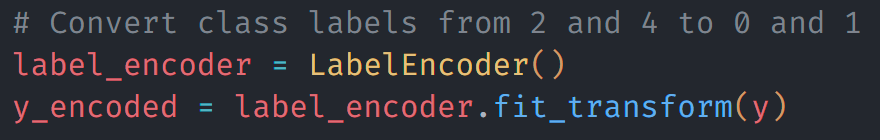 # Convert class labels from 2 and 4 to 0 and 1
label_encoder = LabelEncoder()
y_encoded = label_encoder.fit_transform(y)